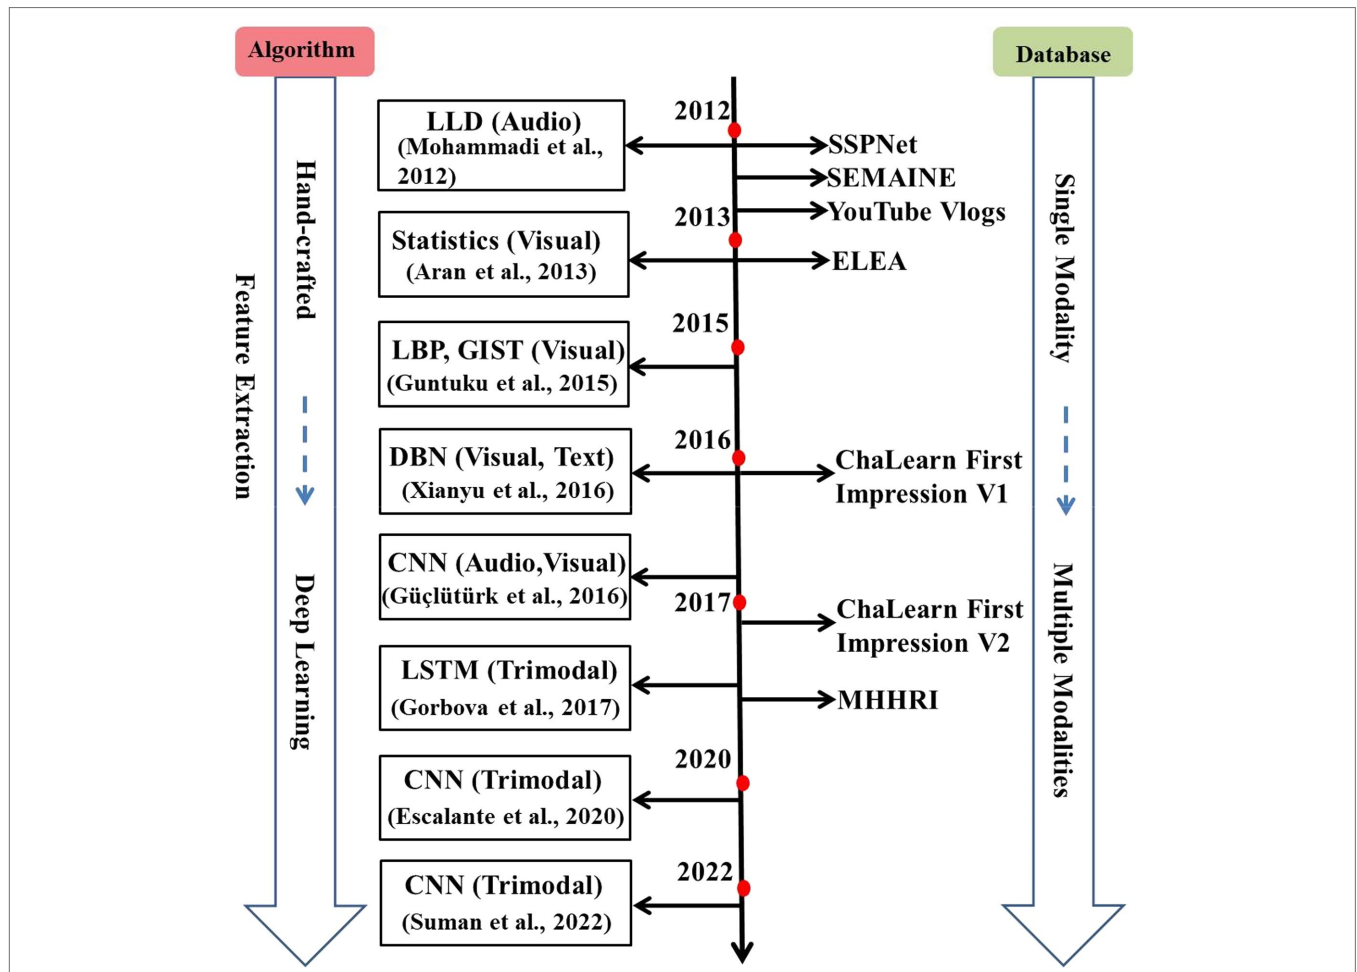 Algorithm
Database
Hand-crafted
Deep Learning
Feature Extraction
LLD (Audio)
(Mohammadi et al.,
2012)
Statistics (Visual)
(Aran et al., 2013)
LBP, GIST (Visual)
(Guntuku et al., 2015)
DBN (Visual, Text)
(Xianyu et al., 2016)
CNN (Audio,Visual)
(Güçlütürk et al., 2016)
LSTM (Trimodal)
(Gorbova et al., 2017)
CNN (Trimodal)
(Escalante et al., 2020)
CNN (Trimodal)
(Suman et al., 2022)
2012
2013
2015
2016
2017
2020
2022
SSPNet
SEMAINE
YouTube Vlogs
ELEA
ChaLearn First
Impression V1
ChaLearn First
Impression V2
MHHRI
Single Modality
Multiple Modalities